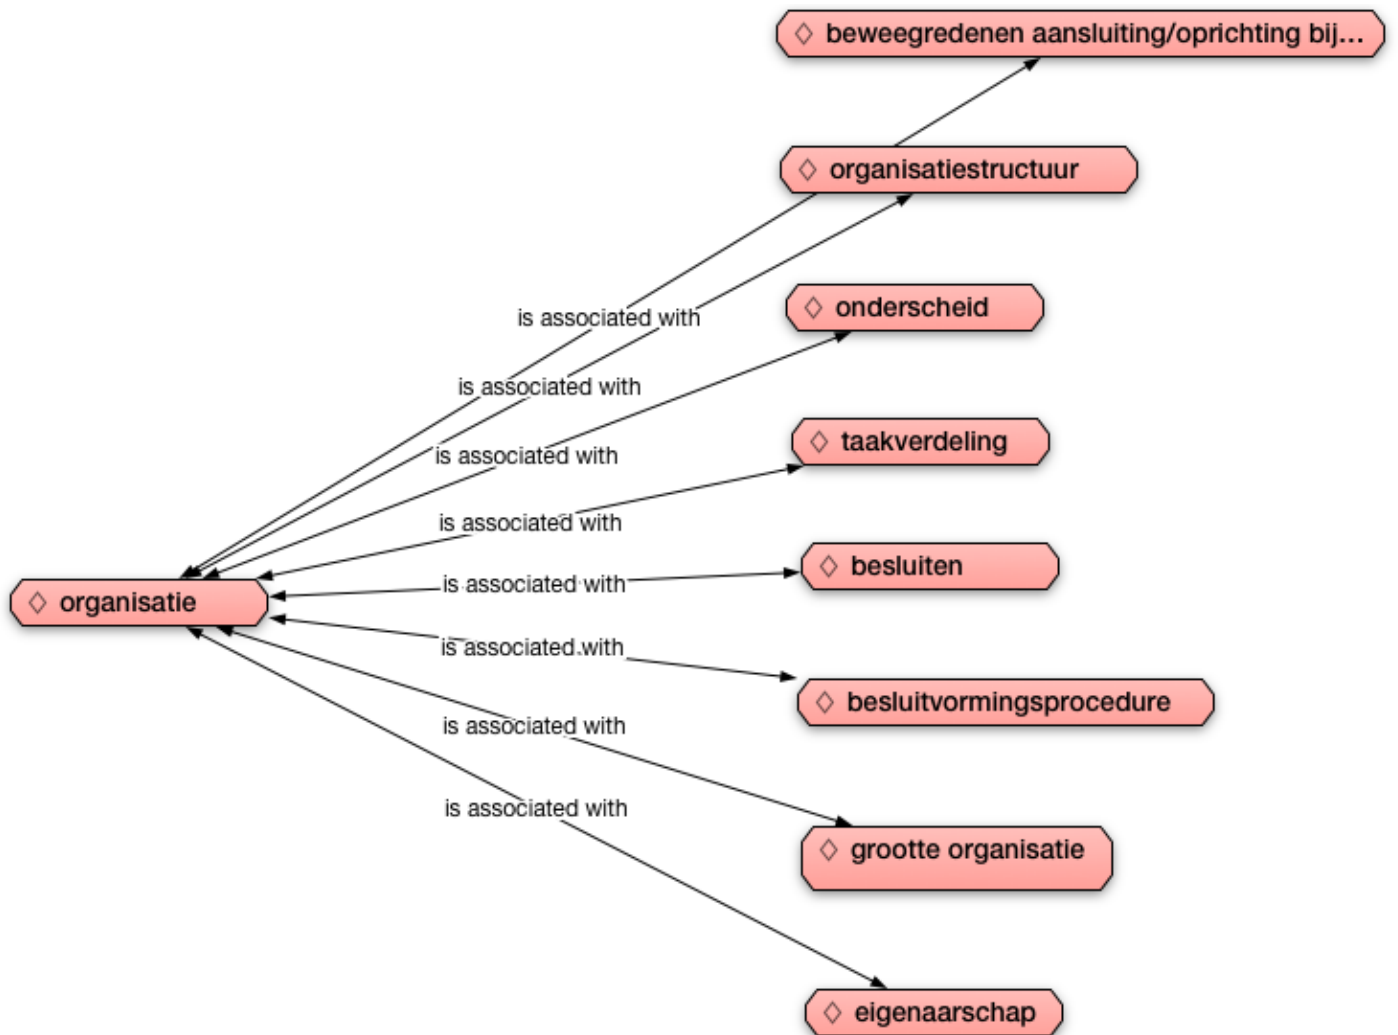 beweegredenen aansluiting/oprichting bij...
organisatiestructuur
onderscheid
is associated with
is associated with
taakverdeling
is associated with
is associated with
besluiten
is associated with
organisatie
is associated with
besluitvormingsprocedure
is associated with
is associated with
grootte organisatie
eigenaarschap